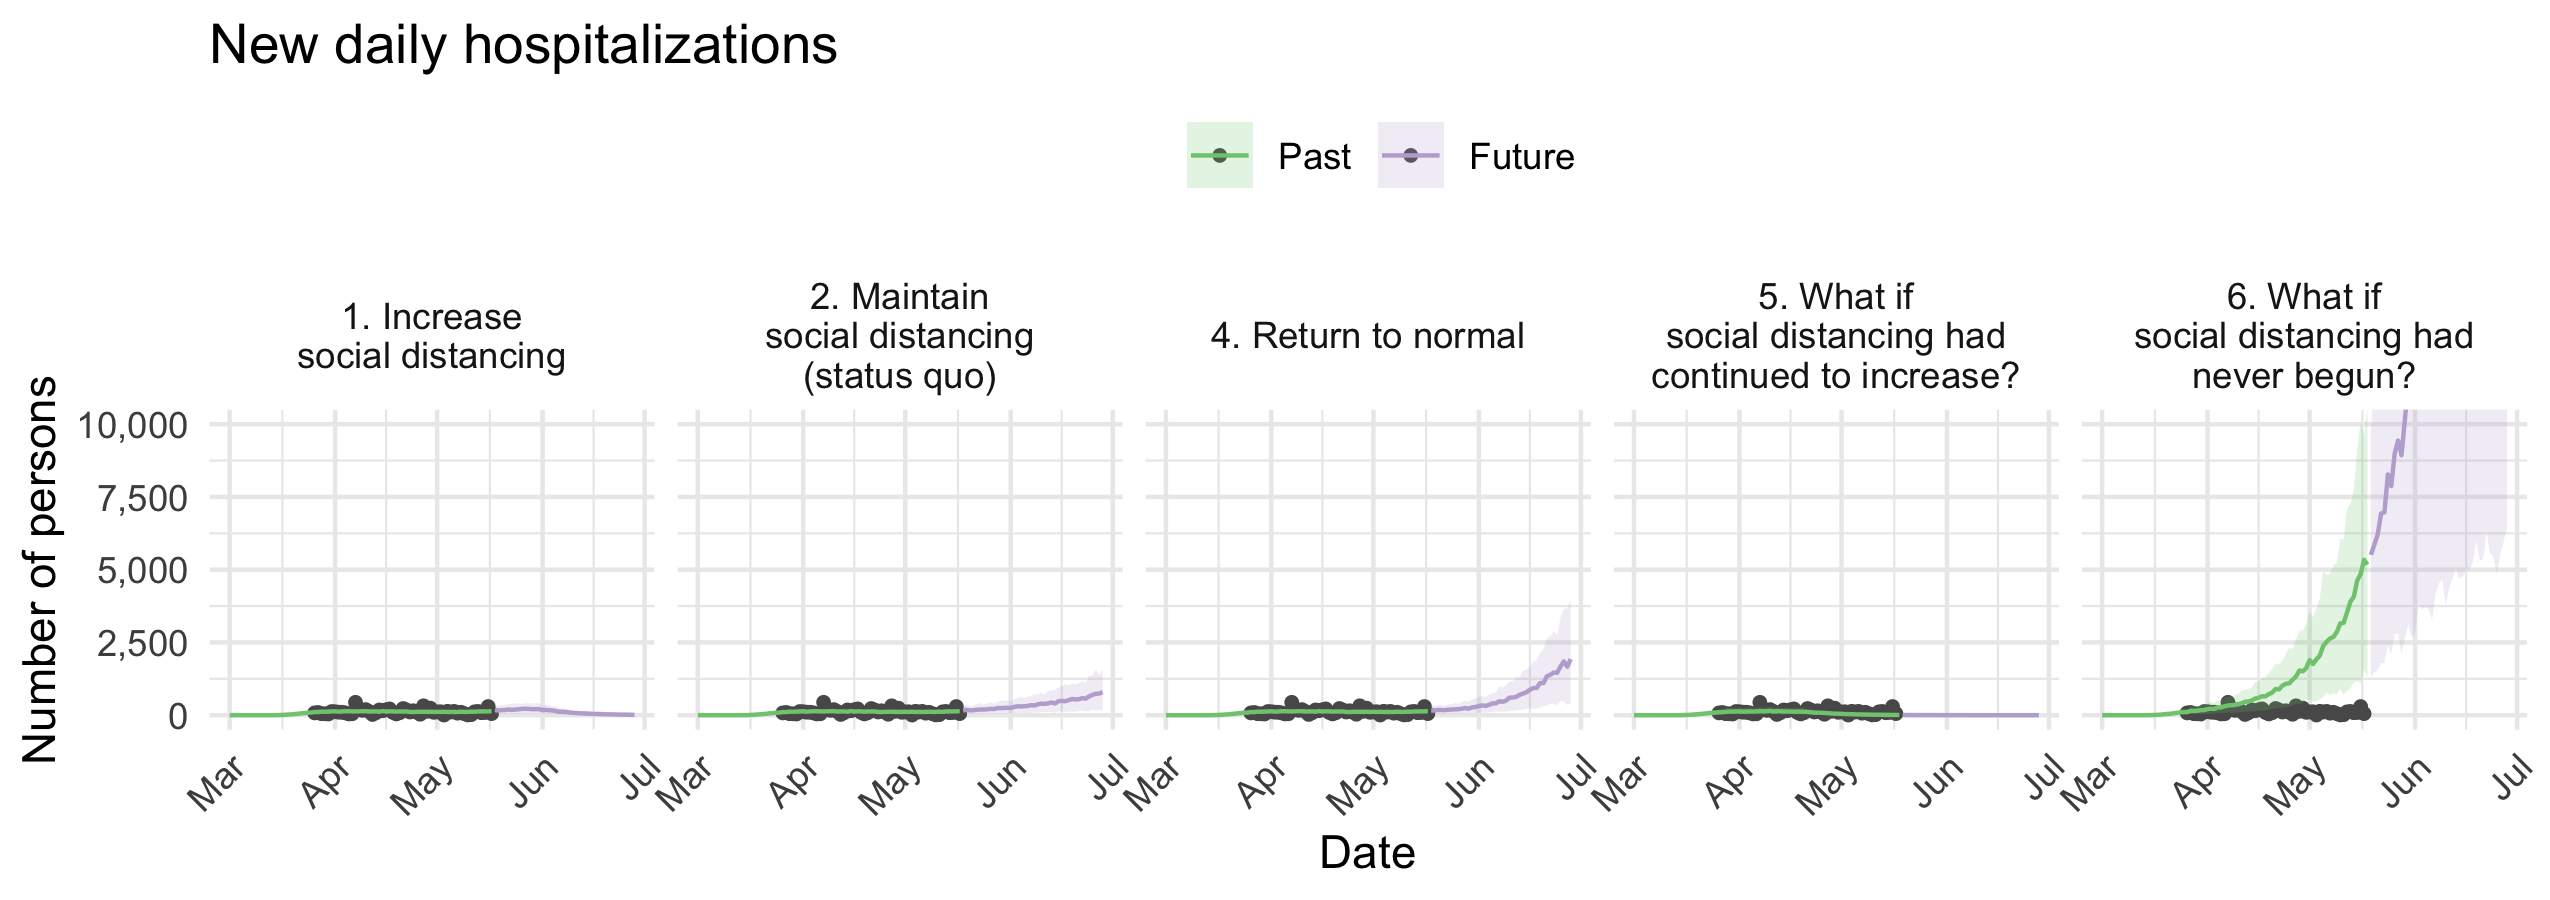 New daily hospitalizations
Past
Future
1. Increase
social distancing
2. Maintain
social distancing
(status quo)
4. Return to normal
5. What if
social distancing had
continued to increase?
6. What if
social distancing had
never begun?
Number of persons
10,000
7,500
5,000
2,500
0
Mar Apr May Jun Jul Mar Apr May Jun Jul Mar Apr May Jun Jul Mar Apr May Jun Jul Mar Apr May Jun Jul
Date